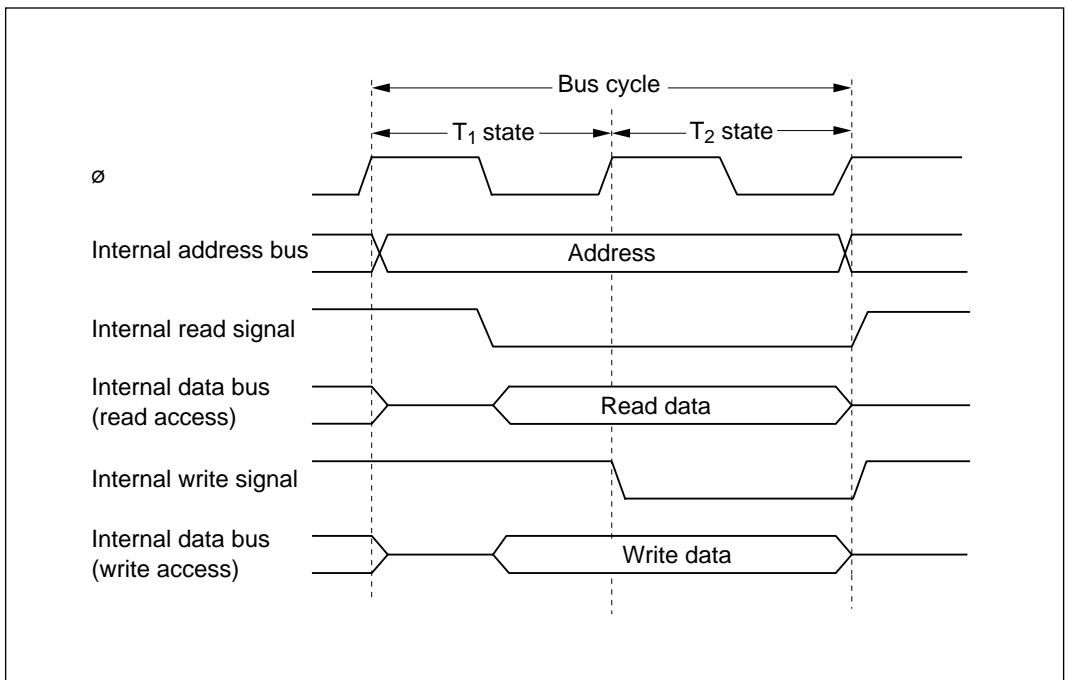 Bus cycle
T₁ state
T₂ state
ø
Internal address bus
Address
Internal read signal
Internal data bus
(read access)
Read data
Internal write signal
Internal data bus
(write access)
Write data